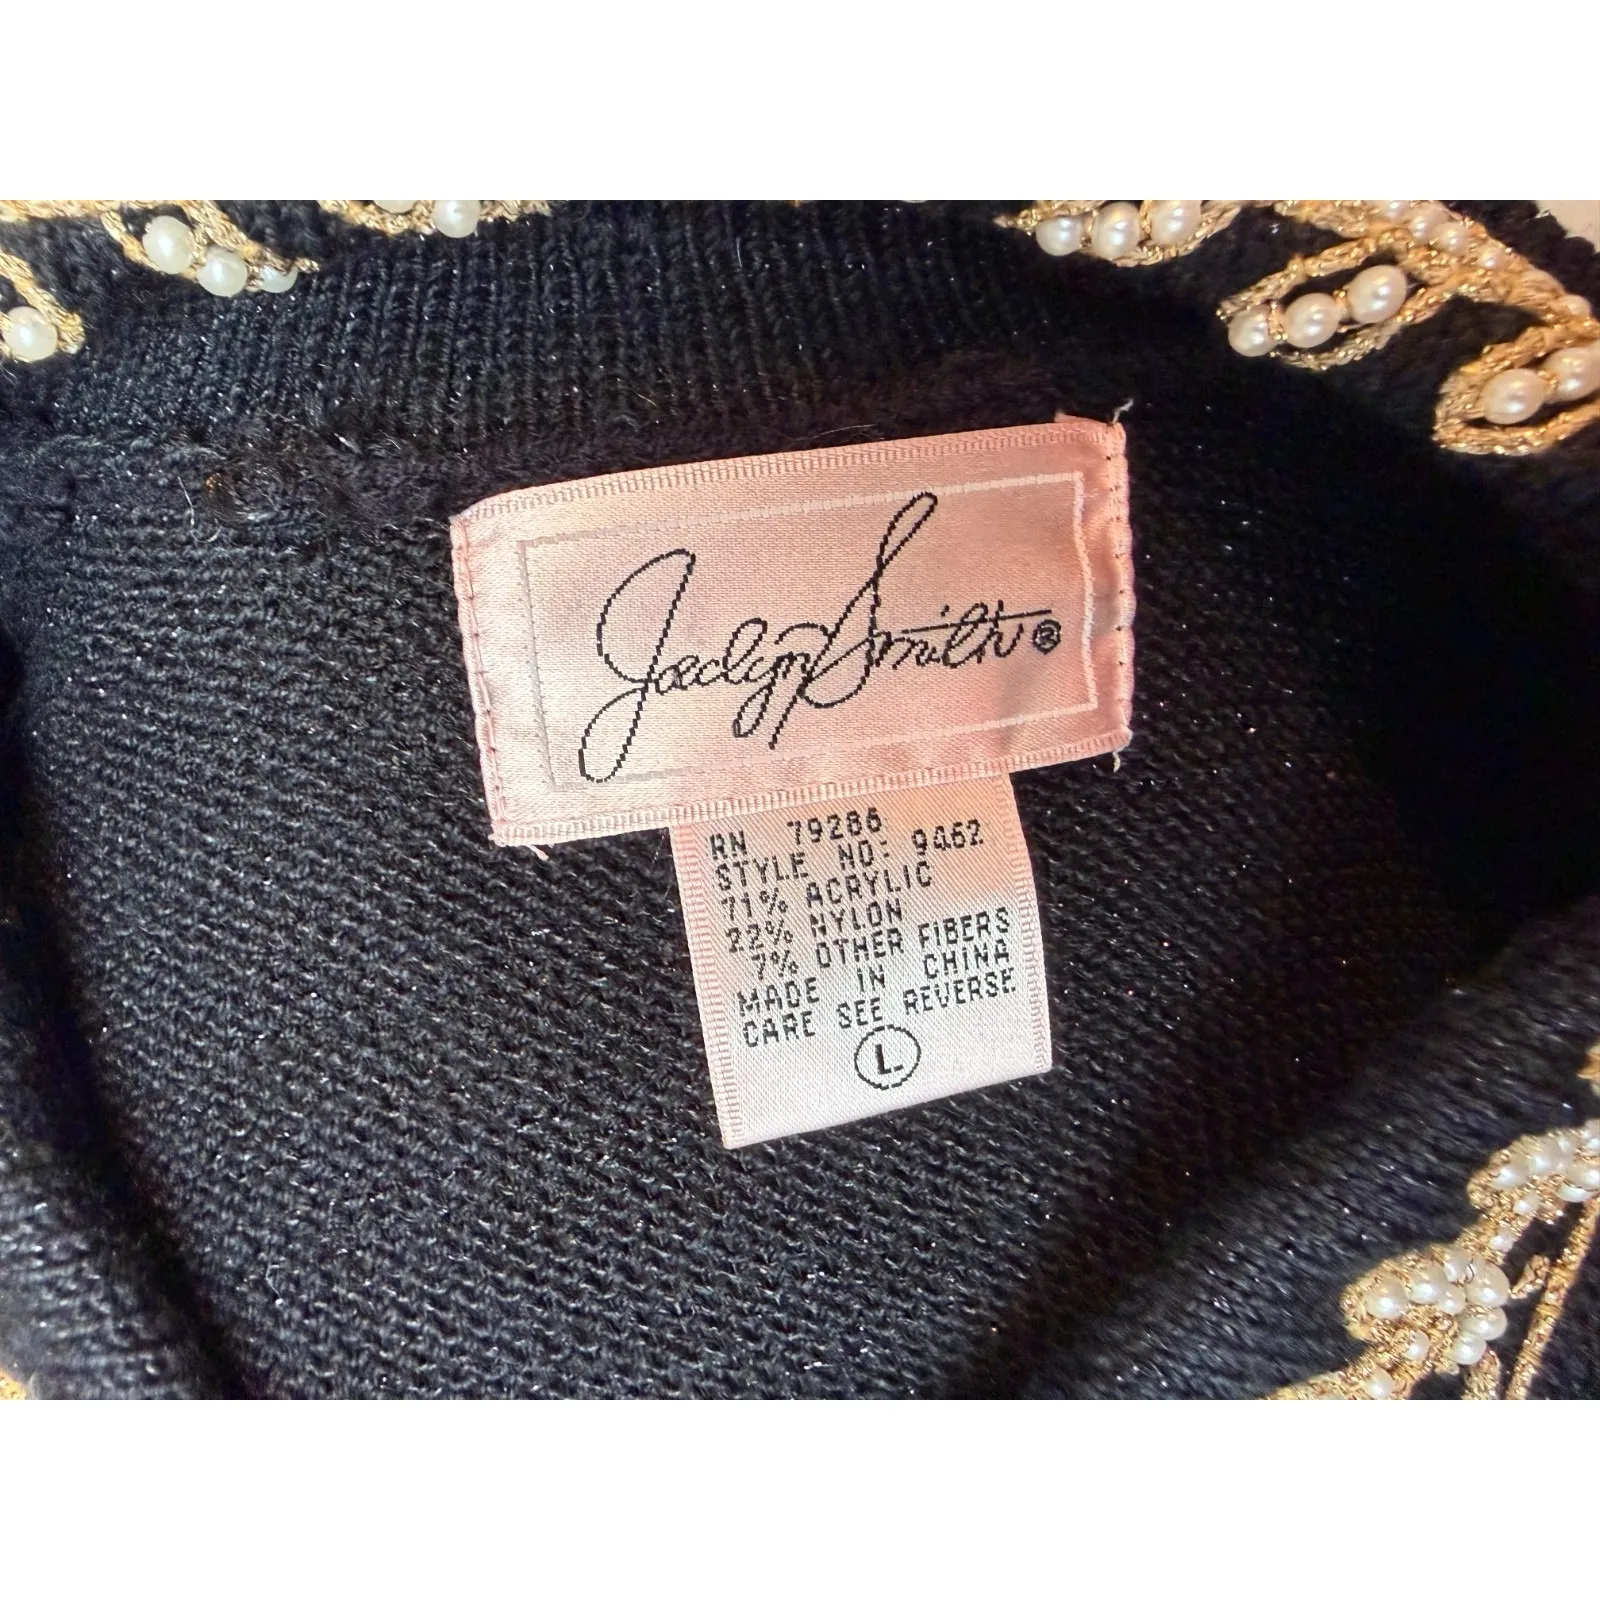 Jaclyn Smith®
RN 79286
STYLE NO: 9462
71% ACRYLIC
22% NYLON
7% OTHER FIBERS
MADE IN CHINA
CARE SEE REVERSE
L